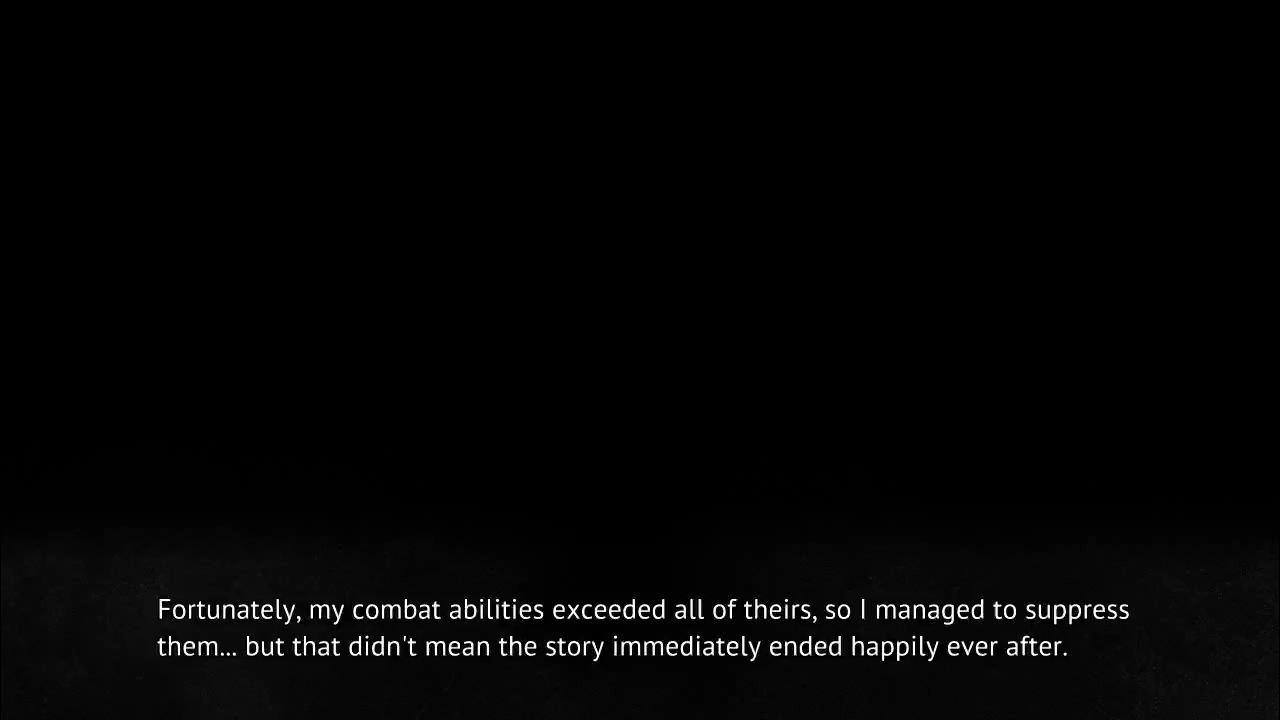 Fortunately, my combat abilities exceeded all of theirs, so I managed to suppress
them... but that didn't mean the story immediately ended happily ever after.